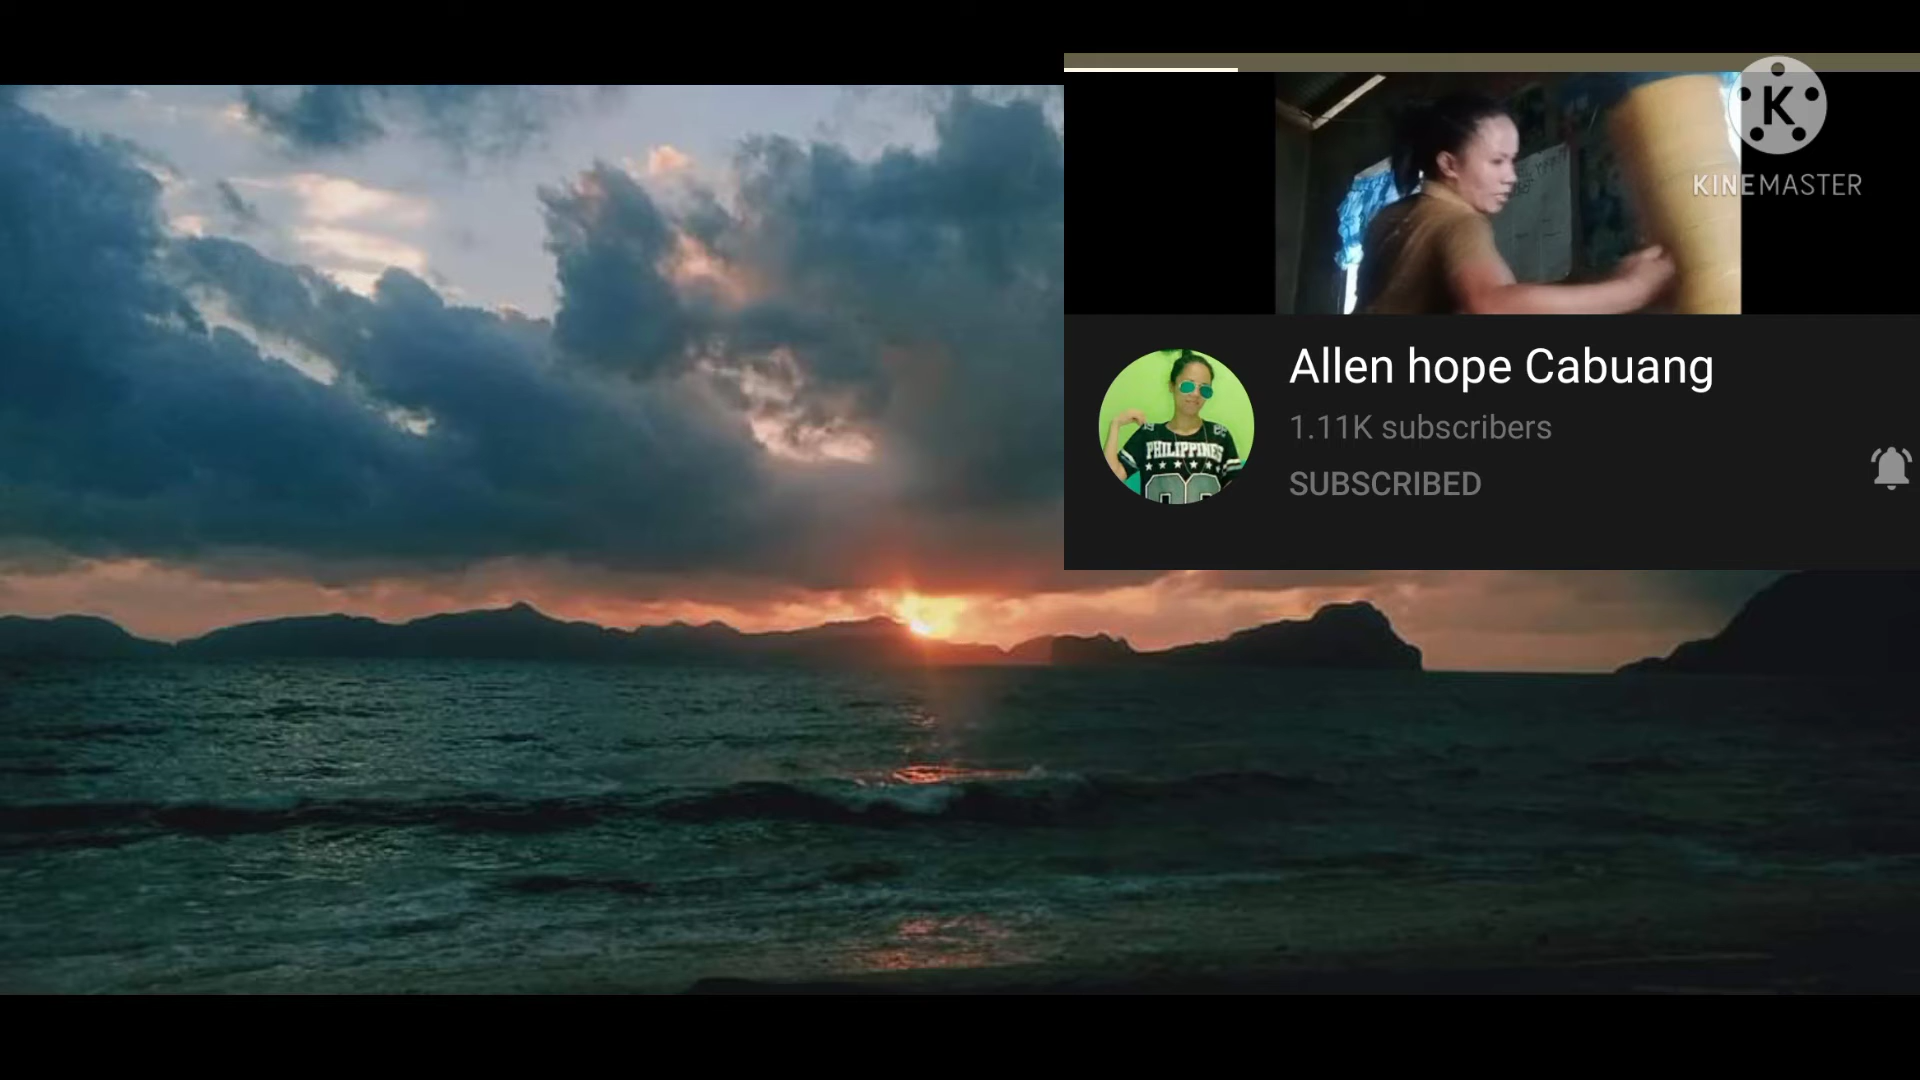 K
KINEMASTER
Allen hope Cabuang
1.11K subscribers
SUBSCRIBED
PHILIPPINES